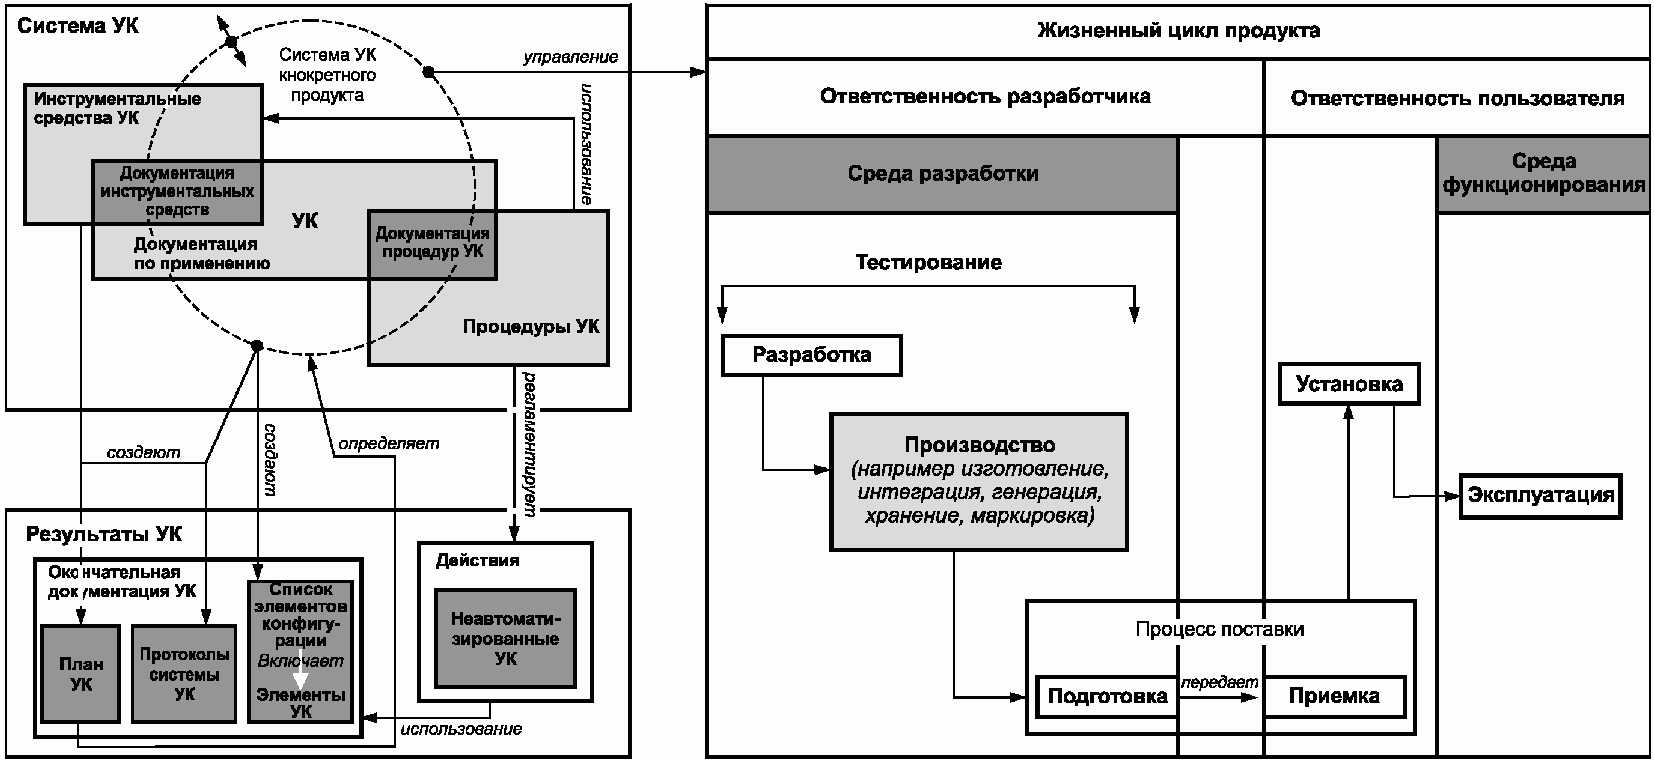 Система УК
Система УК
кнокретного
продукта
управление
Инструментальные
средства УК
использование
Документация
инструментальных
средств
УК
Документация
по применению
Документация
процедур УК
Процедуры УК
создают
создают
определяет
регламентирует
Результаты УК
Окончательная
документация УК
План
УК
Протоколы
системы
УК
Список
элементов
конфигу-
рации
Включает
Элементы
УК
Действия
Неавтомати-
зированные
УК
использование
Жизненный цикл продукта
Ответственность разработчика
Ответственность пользователя
Среда разработки
Среда
функционирования
Тестирование
Разработка
Производство
(например изготовление,
интеграция, генерация,
хранение, маркировка)
Установка
Эксплуатация
Процесс поставки
Подготовка
передает
Приемка